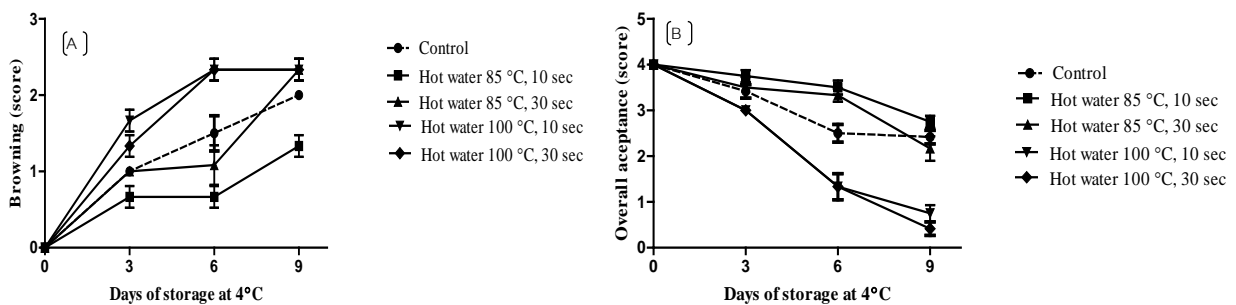 [A]
3
2
1
0
Browning (score)
0 3 6 9
Days of storage at 4°C
Control
Hot water 85 °C, 10 sec
Hot water 85 °C, 30 sec
Hot water 100 °C, 10 sec
Hot water 100 °C, 30 sec
[B]
5
4
3
2
1
0
Overall aceptance (score)
0 3 6 9
Days of storage at 4°C
Control
Hot water 85 °C, 10 sec
Hot water 85 °C, 30 sec
Hot water 100 °C, 10 sec
Hot water 100 °C, 30 sec